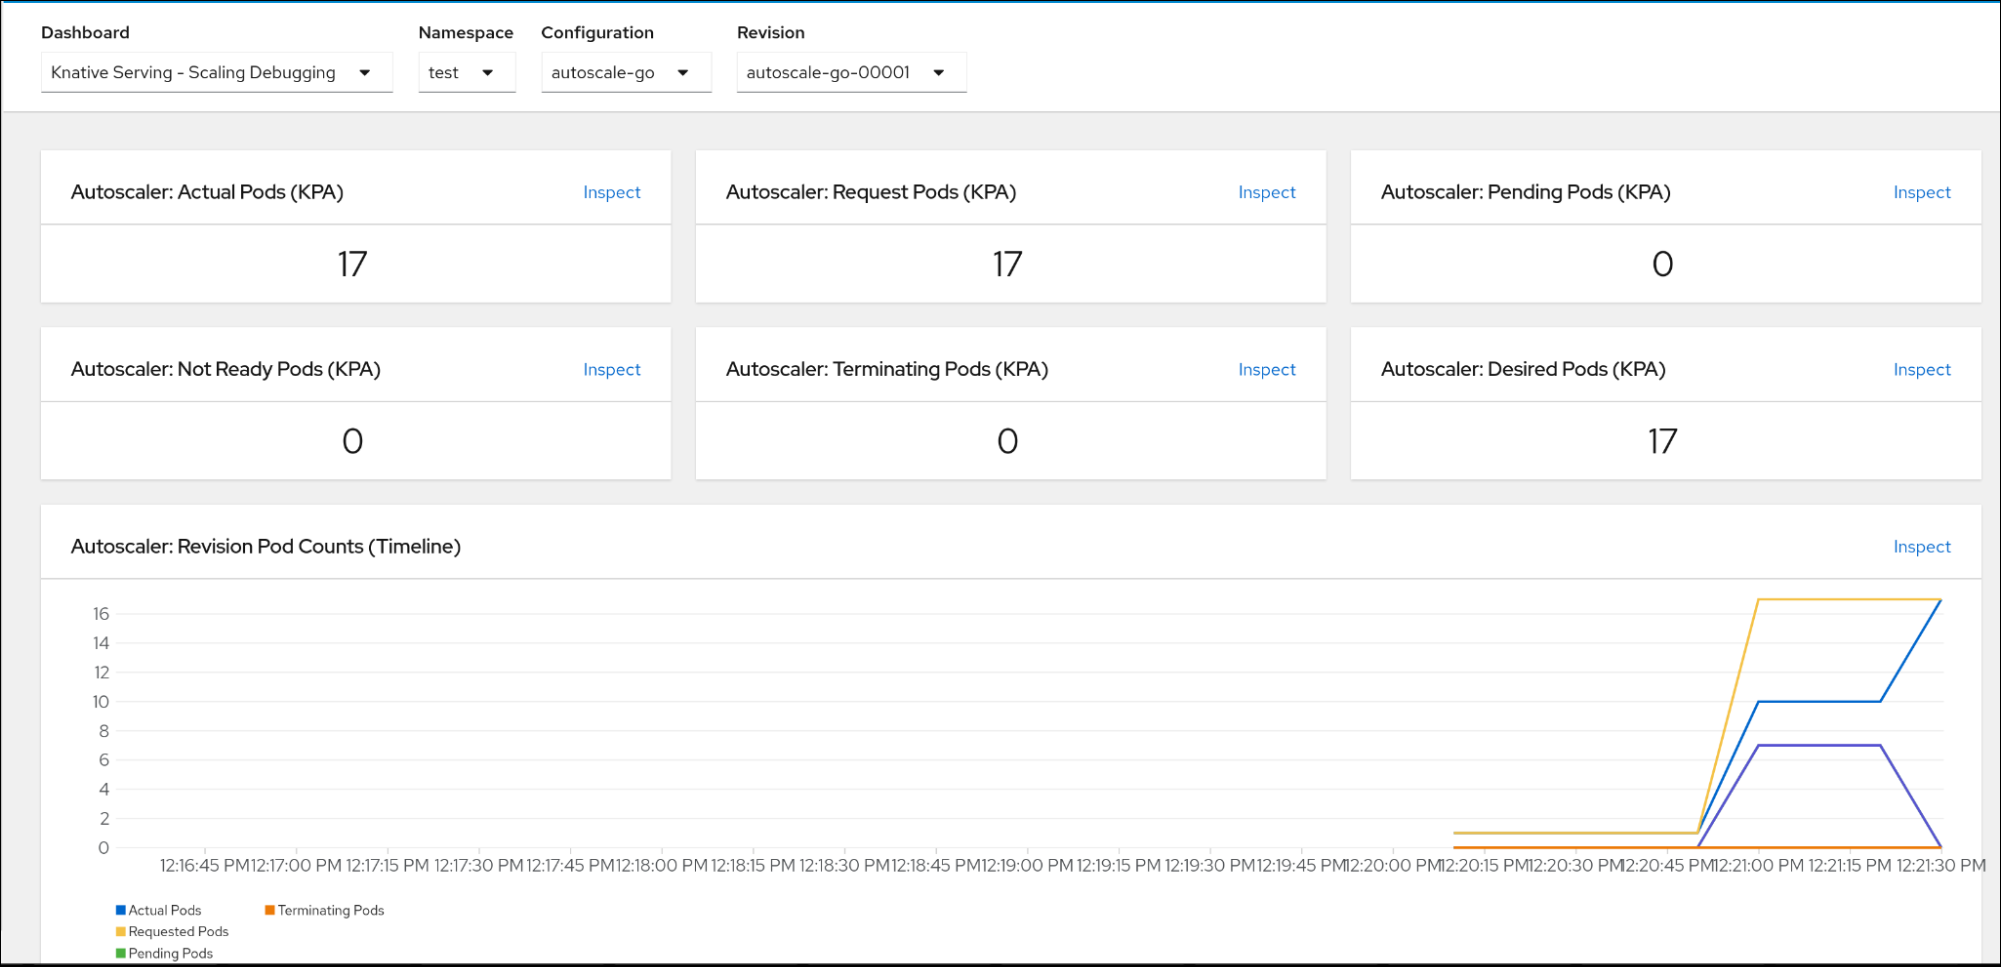 Dashboard Namespace Configuration Revision
Knative Serving - Scaling Debugging test autoscale-go autoscale-go-00001
Autoscaler: Actual Pods (KPA) Inspect Autoscaler: Request Pods (KPA) Inspect Autoscaler: Pending Pods (KPA) Inspect
17 17 0
Autoscaler: Not Ready Pods (KPA) Inspect Autoscaler: Terminating Pods (KPA) Inspect Autoscaler: Desired Pods (KPA) Inspect
0 0 17
Autoscaler: Revision Pod Counts (Timeline) Inspect
16
14
12
10
8
6
4
2
0
12:16:45 PM 12:17:00 PM 12:17:15 PM 12:17:30 PM 12:17:45 PM 12:18:00 PM 12:18:15 PM 12:18:30 PM 12:18:45 PM 12:19:00 PM 12:19:15 PM 12:19:30 PM 12:19:45 PM 12:20:00 PM 12:20:15 PM 12:20:30 PM 12:20:45 PM 12:21:00 PM 12:21:15 PM 12:21:30 PM
Actual Pods Terminating Pods
Requested Pods
Pending Pods